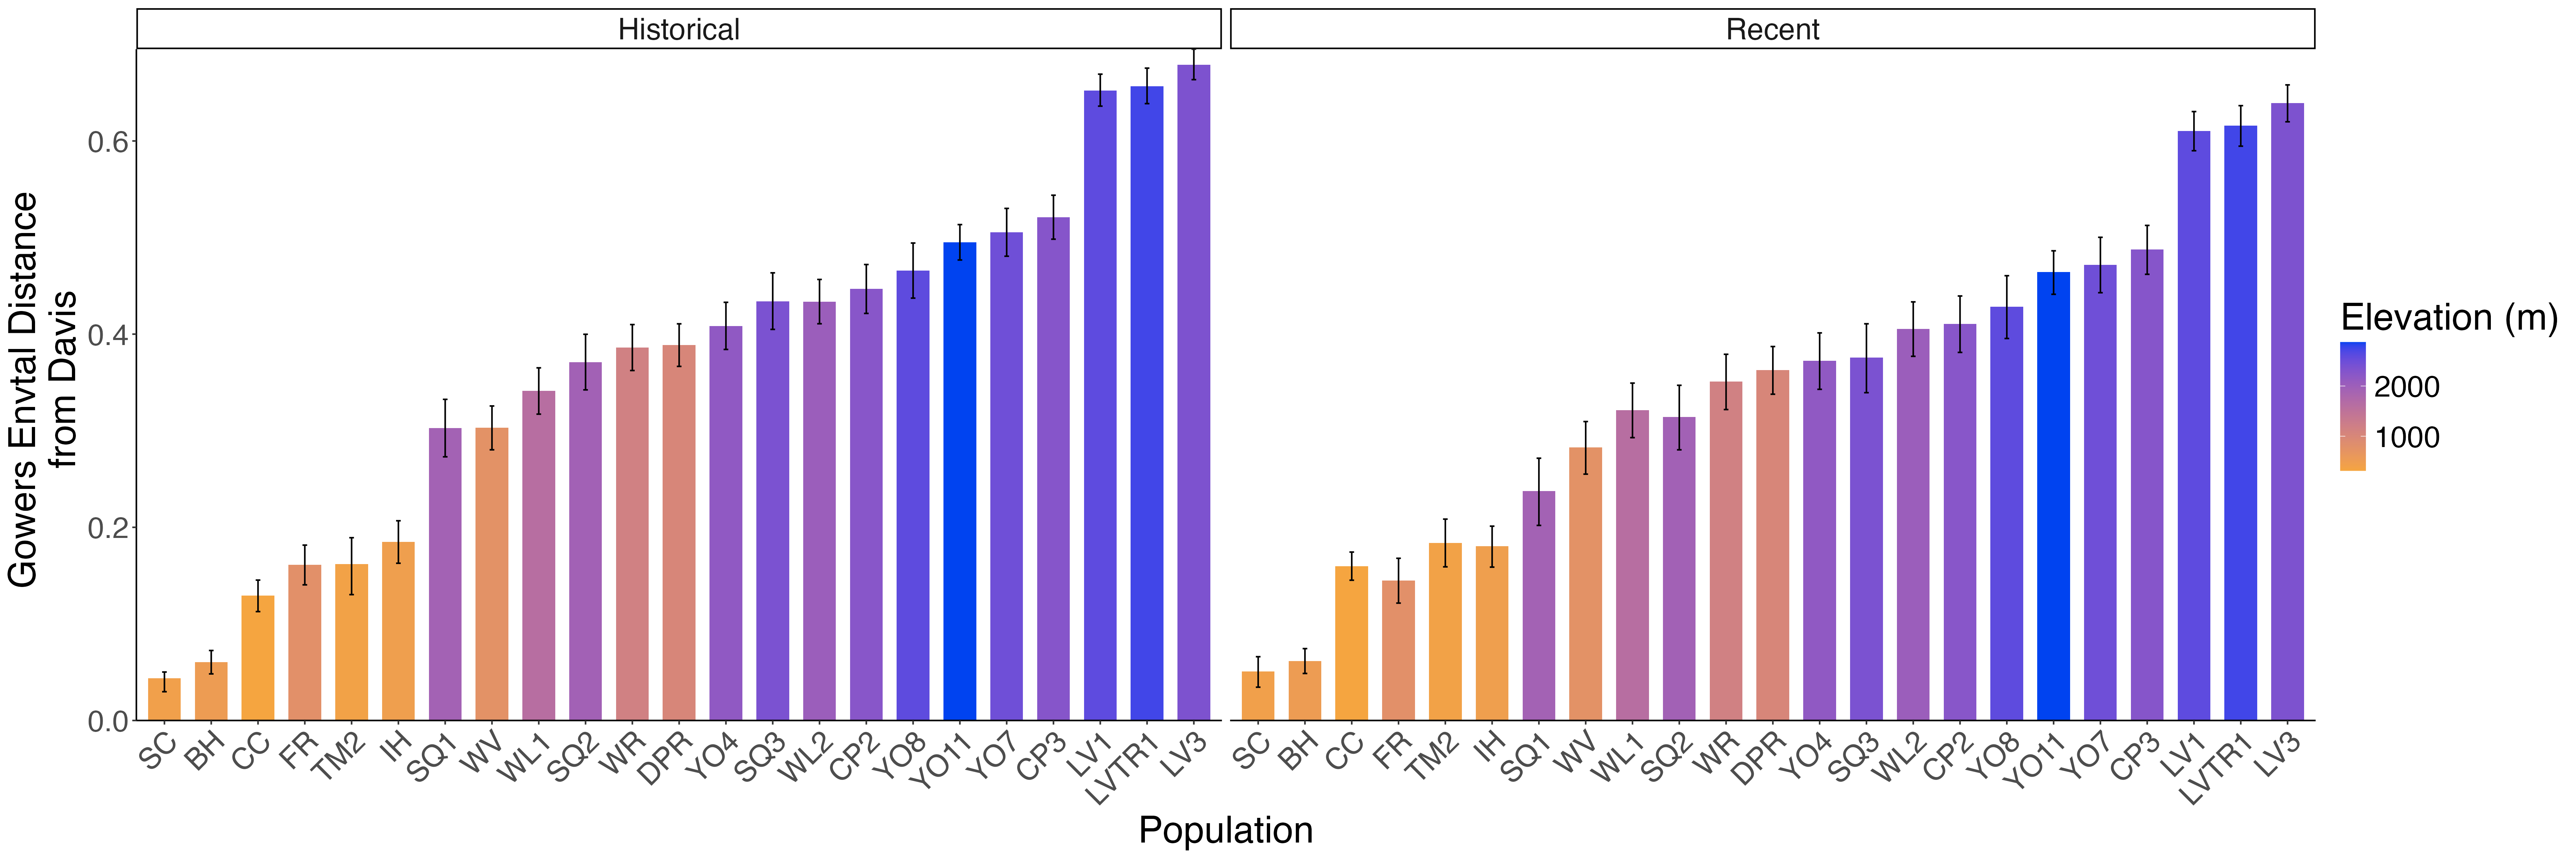 Historical
Recent
Gowers Envtal Distance
from Davis
0.6
0.4
0.2
0.0
SC BH CC FR TM2 IH SQ1 WV WL1 SQ2 WR DPR YO4 SQ3 WL2 CP2 YO8 YO11 YO7 CP3 LV1 LVTR1 LV3
SC BH CC FR TM2 IH SQ1 WV WL1 SQ2 WR DPR YO4 SQ3 WL2 CP2 YO8 YO11 YO7 CP3 LV1 LVTR1 LV3
Population
Elevation (m)
2000
1000